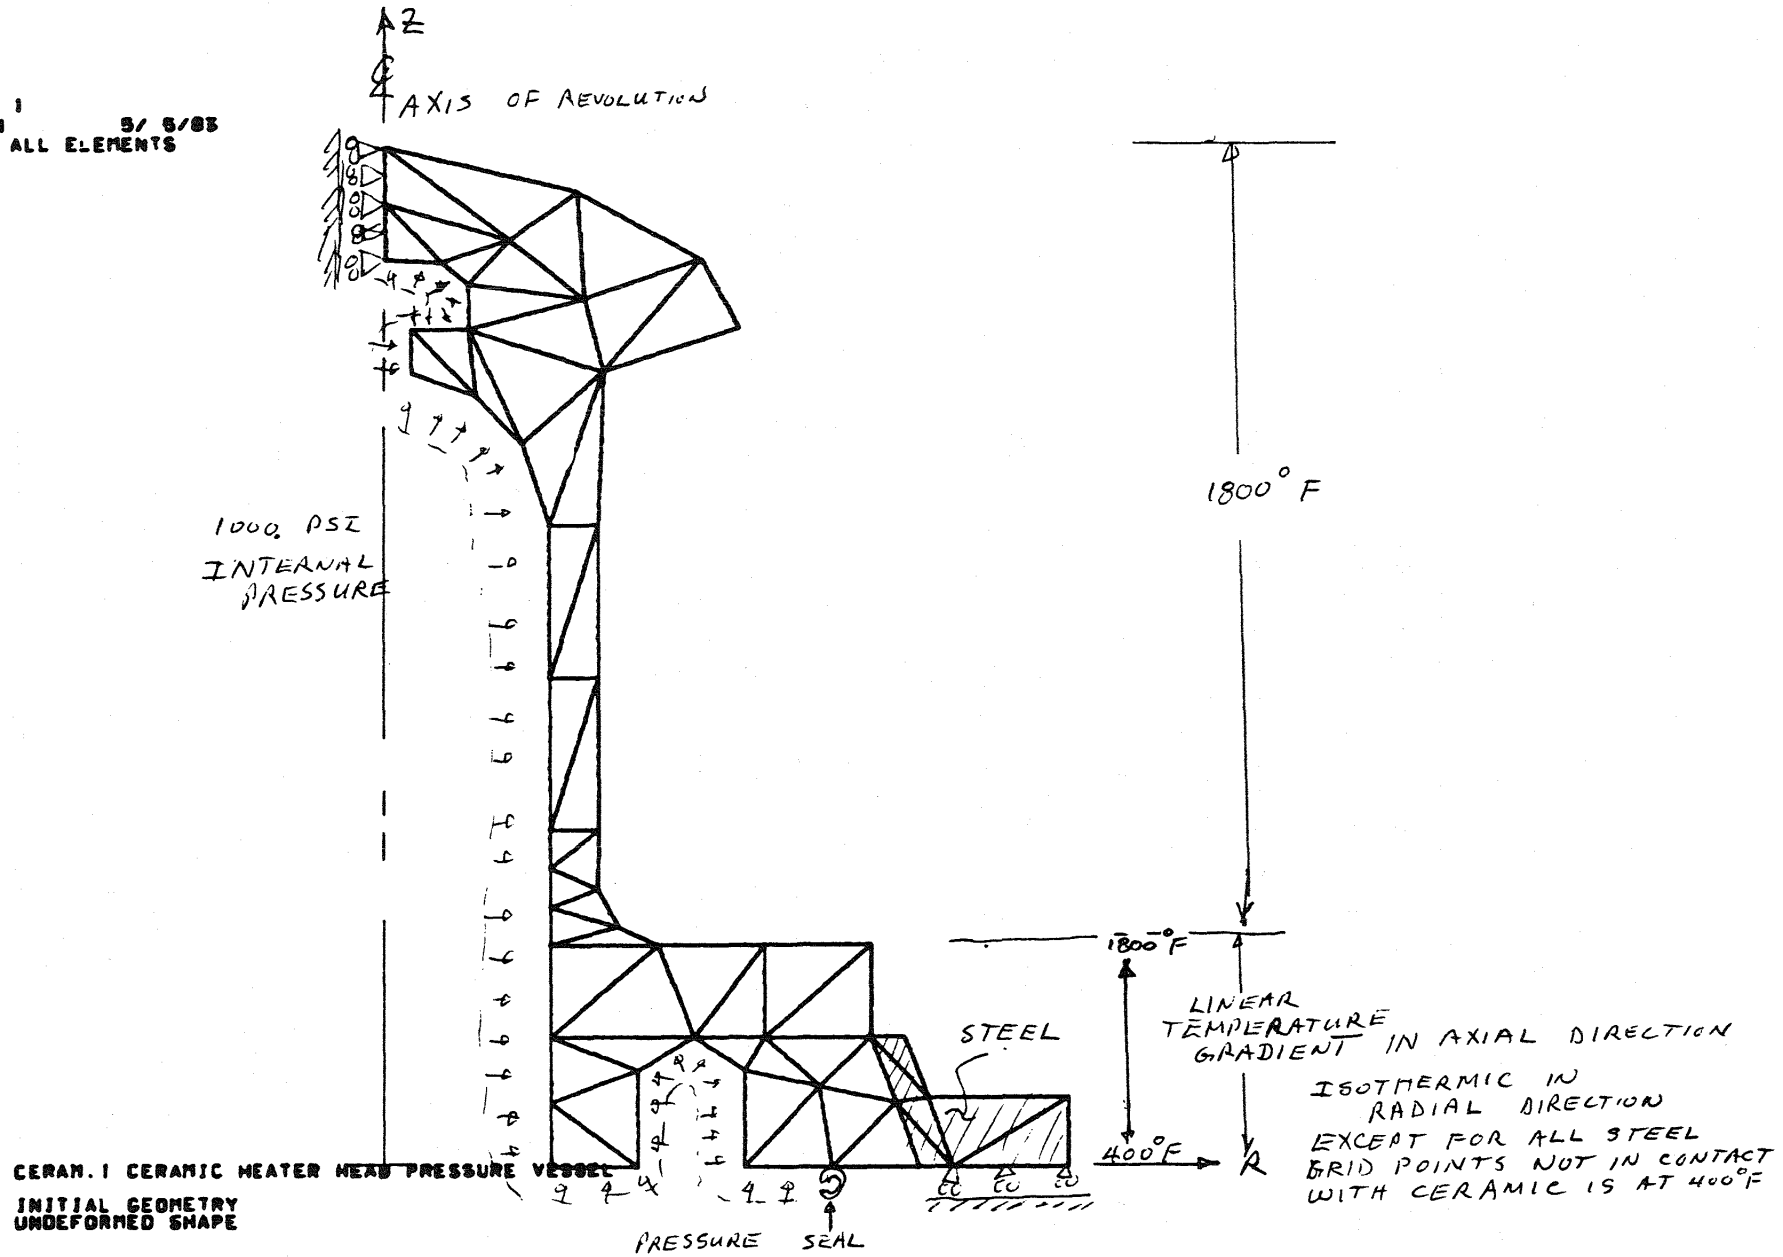 Z
AXIS OF REVOLUTION
1
5/ 5/83
ALL ELEMENTS
1800°F
1000. PSI
INTERNAL
PRESSURE
1800°F
LINEAR
TEMPERATURE
GRADIENT IN AXIAL DIRECTION
STEEL
ISOTHERMIC IN
RADIAL DIRECTION
EXCEPT FOR ALL STEEL
GRID POINTS NOT IN CONTACT
WITH CERAMIC IS AT 400°F
400°F
R
CERAM.1 CERAMIC HEATER HEAD PRESSURE VESSEL
INITIAL GEOMETRY
UNDEFORMED SHAPE
PRESSURE SEAL